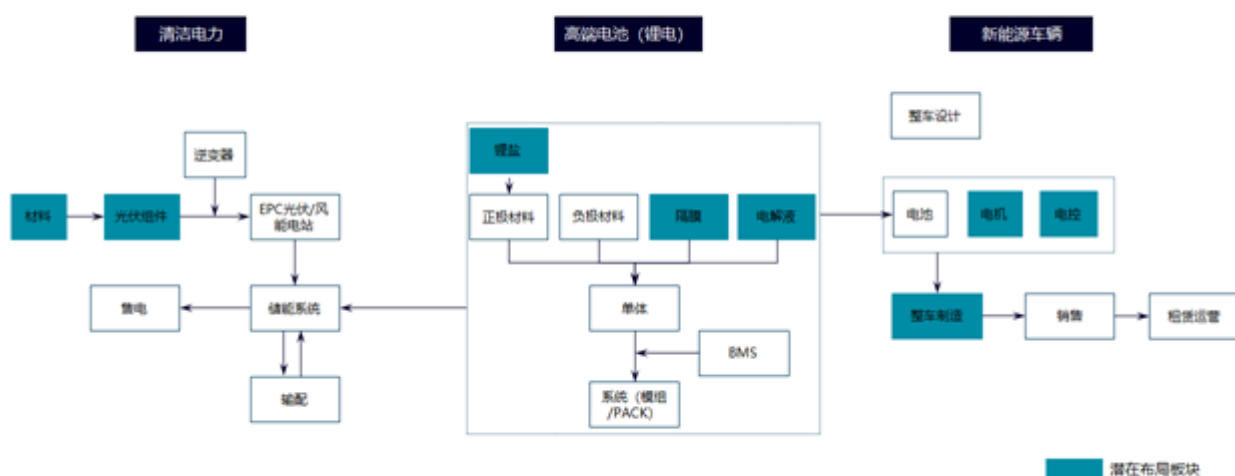 清洁电力
高端电池（锂电）
新能源车辆
逆变器
材料
光伏组件
EPC光伏/风
能电站
售电
储能系统
输配
锂盐
正极材料
负极材料
隔膜
电解液
单体
BMS
系统（模组
/PACK）
整车设计
电池
电机
电控
整车制造
销售
租赁运营
潜在布局板块